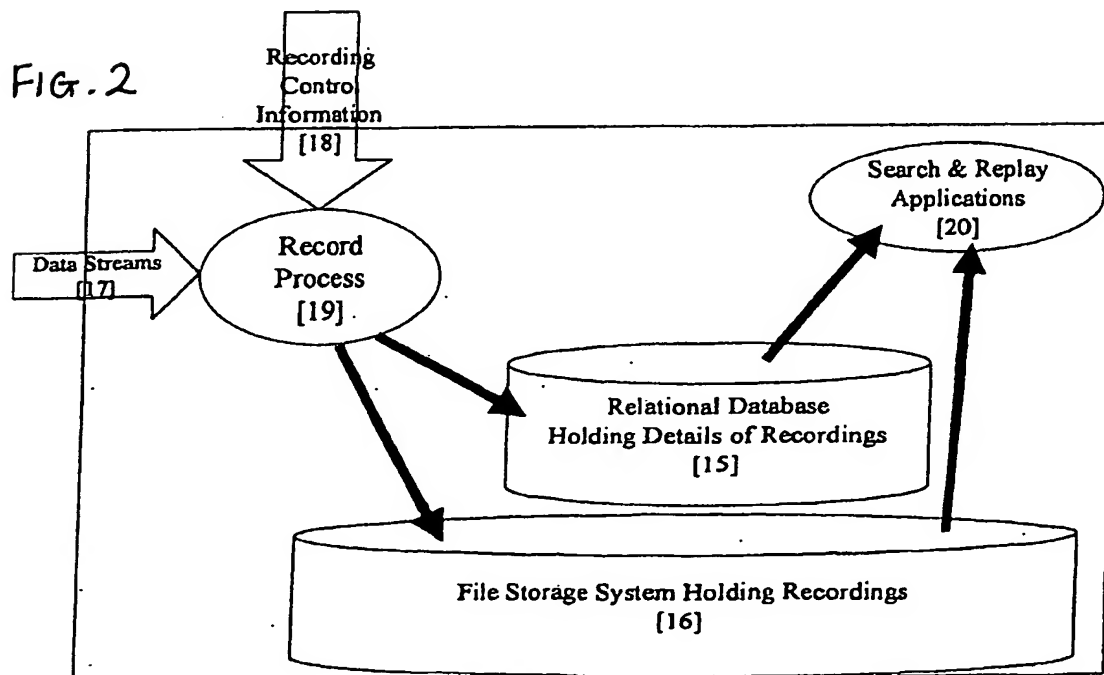 FIG. 2
Recording
Control
Information
[18]
Data Streams
[17]
Record
Process
[19]
Search & Replay
Applications
[20]
Relational Database
Holding Details of Recordings
[15]
File Storage System Holding Recordings
[16]